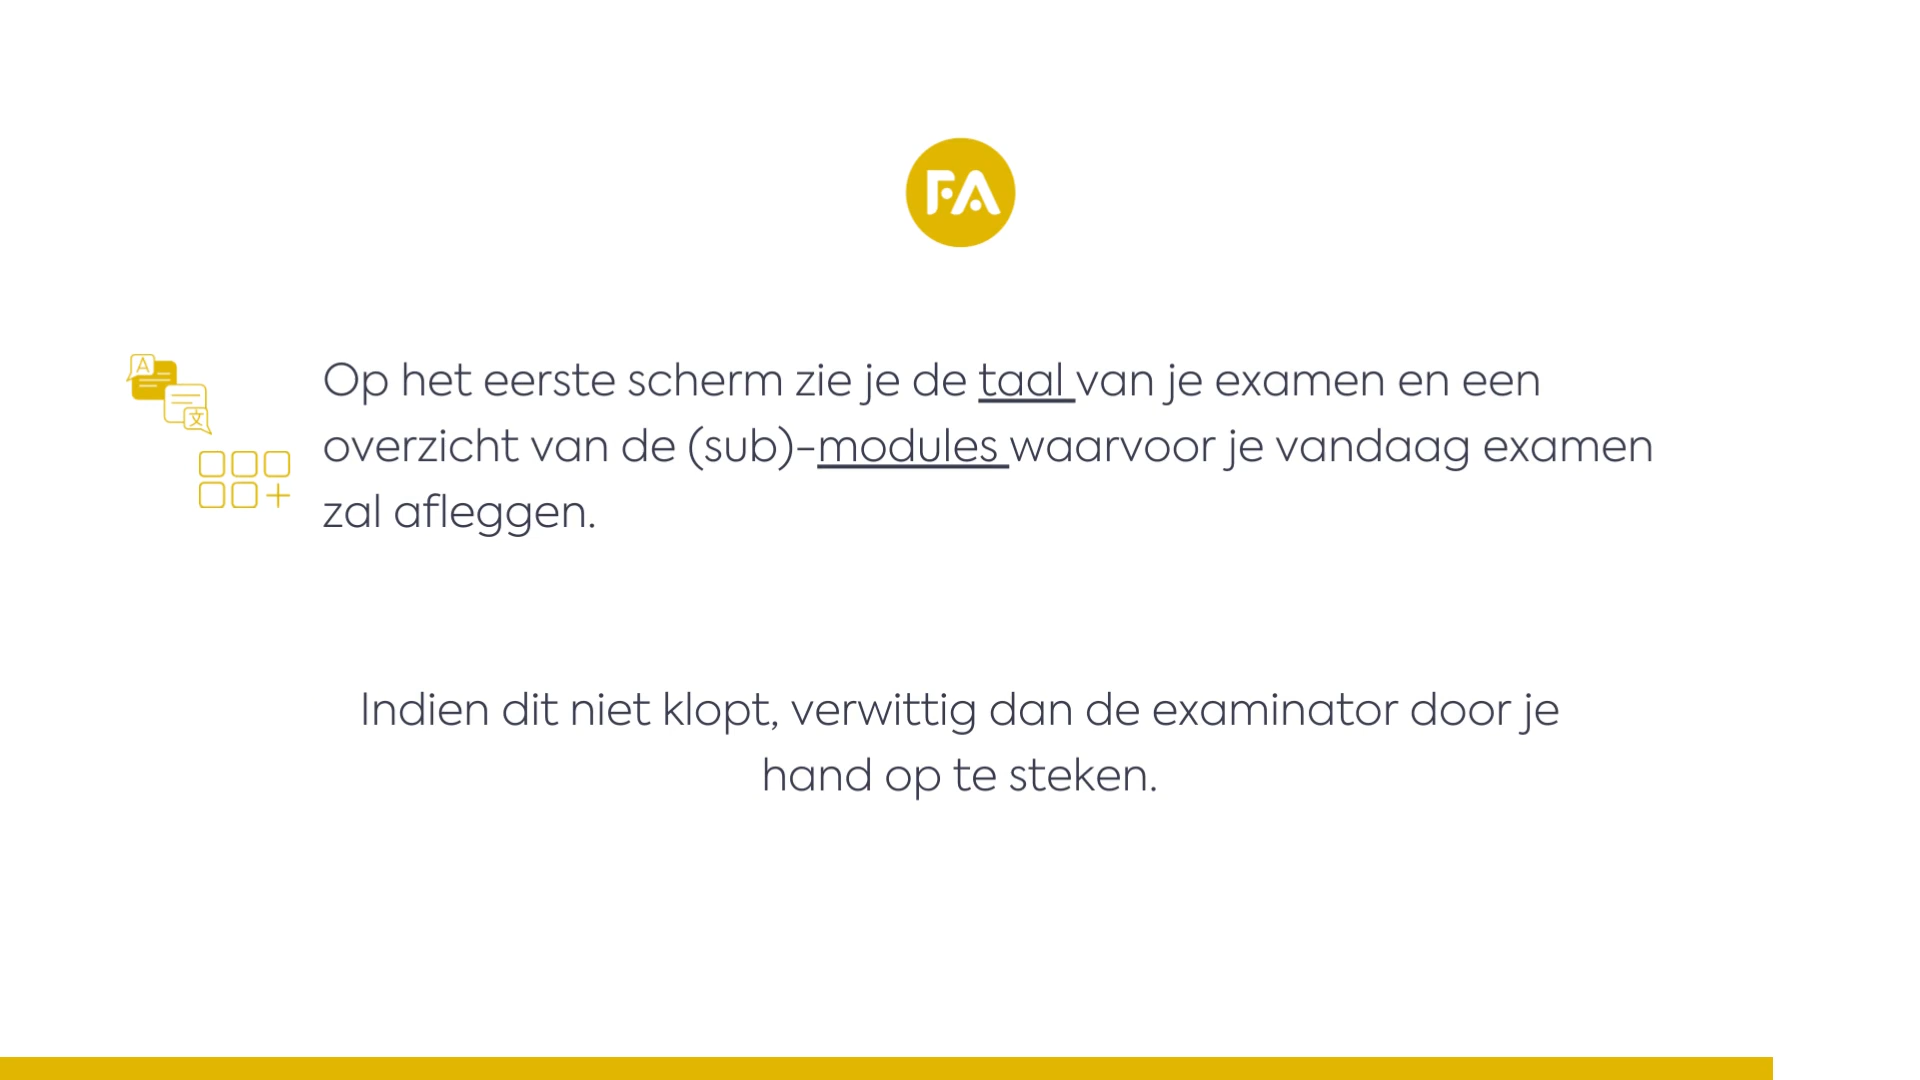 FA
Op het eerste scherm zie je de taal van je examen en een
overzicht van de (sub)-modules waarvoor je vandaag examen
zal afleggen.
Indien dit niet klopt, verwittig dan de examinator door je
hand op te steken.